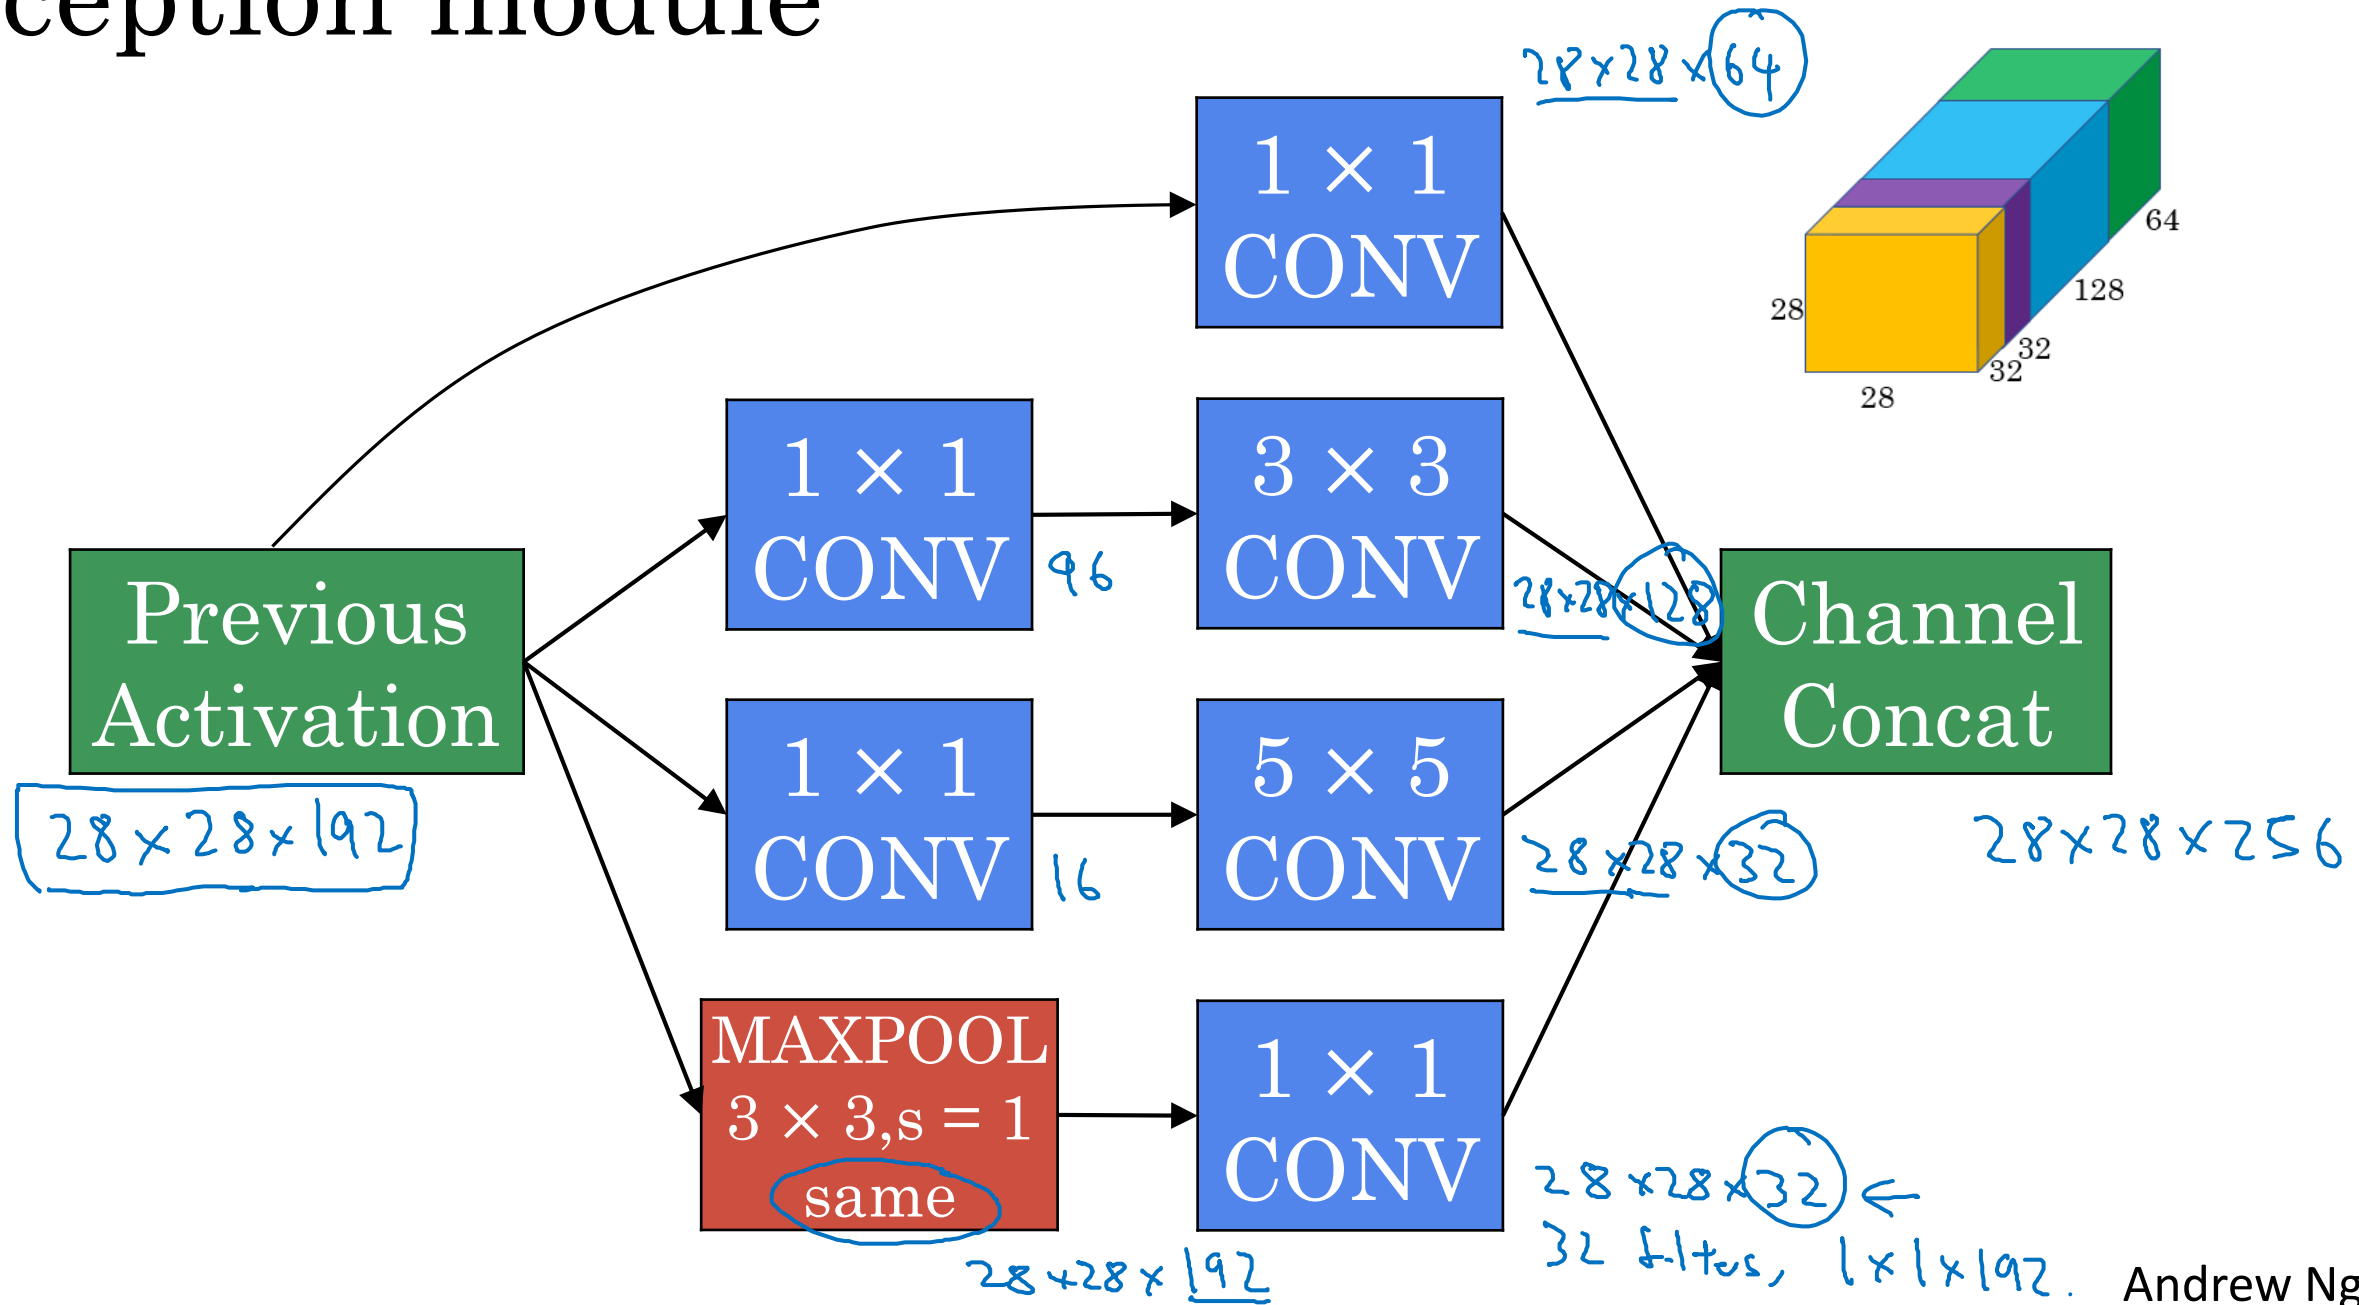 ception module
28×28×64
1 × 1
CONV
64
128
32
32
28
28
1 × 1
CONV
96
3 × 3
CONV
28×28×128
Previous
Activation
28×28×192
Channel
Concat
28×28×256
1 × 1
CONV
16
5 × 5
CONV
28×28×32
MAXPOOL
3 × 3,s = 1
same
28×28×192
1 × 1
CONV
28×28×32 ←
32 filters, 1×1×192.
Andrew Ng